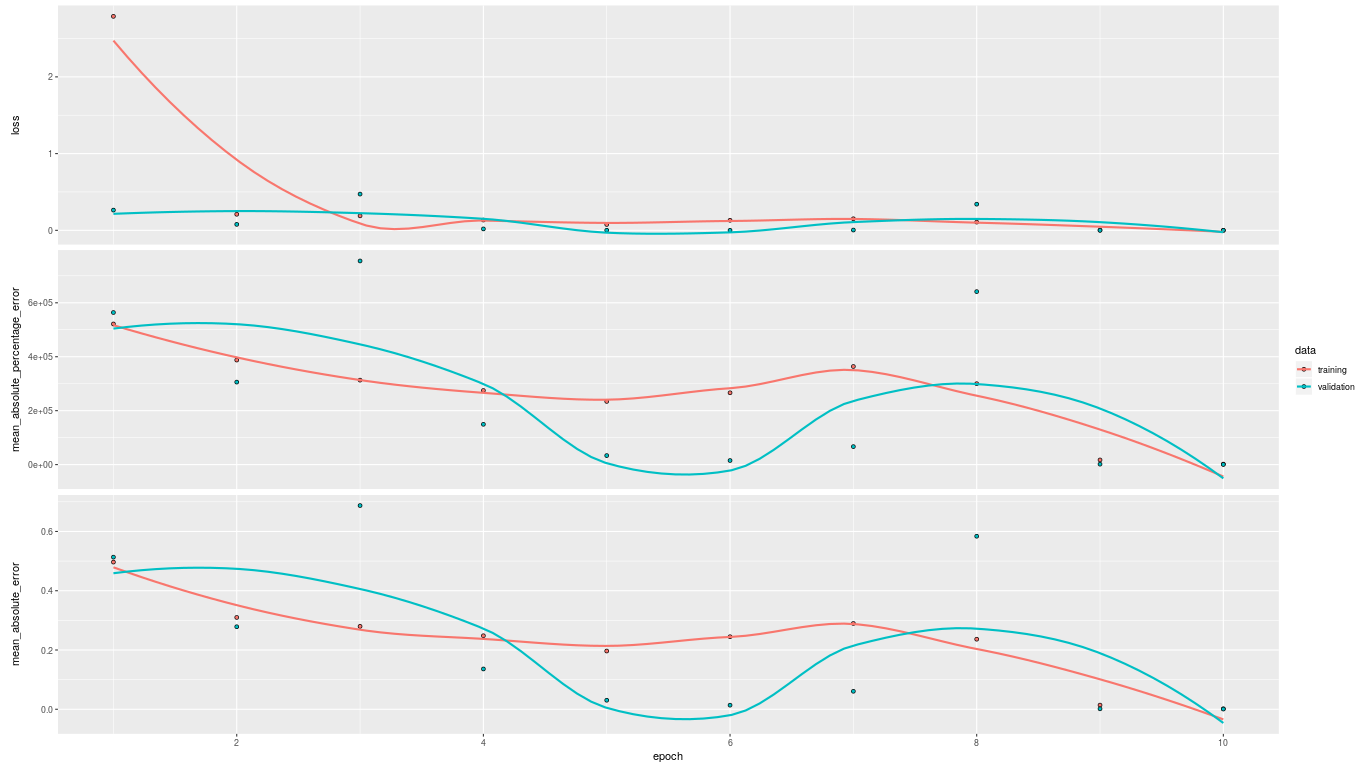 loss
2
1
0
mean_absolute_percentage_error
6e+05
4e+05
2e+05
0e+00
mean_absolute_error
0.6
0.4
0.2
0.0
2
4
6
8
10
epoch
data
training
validation